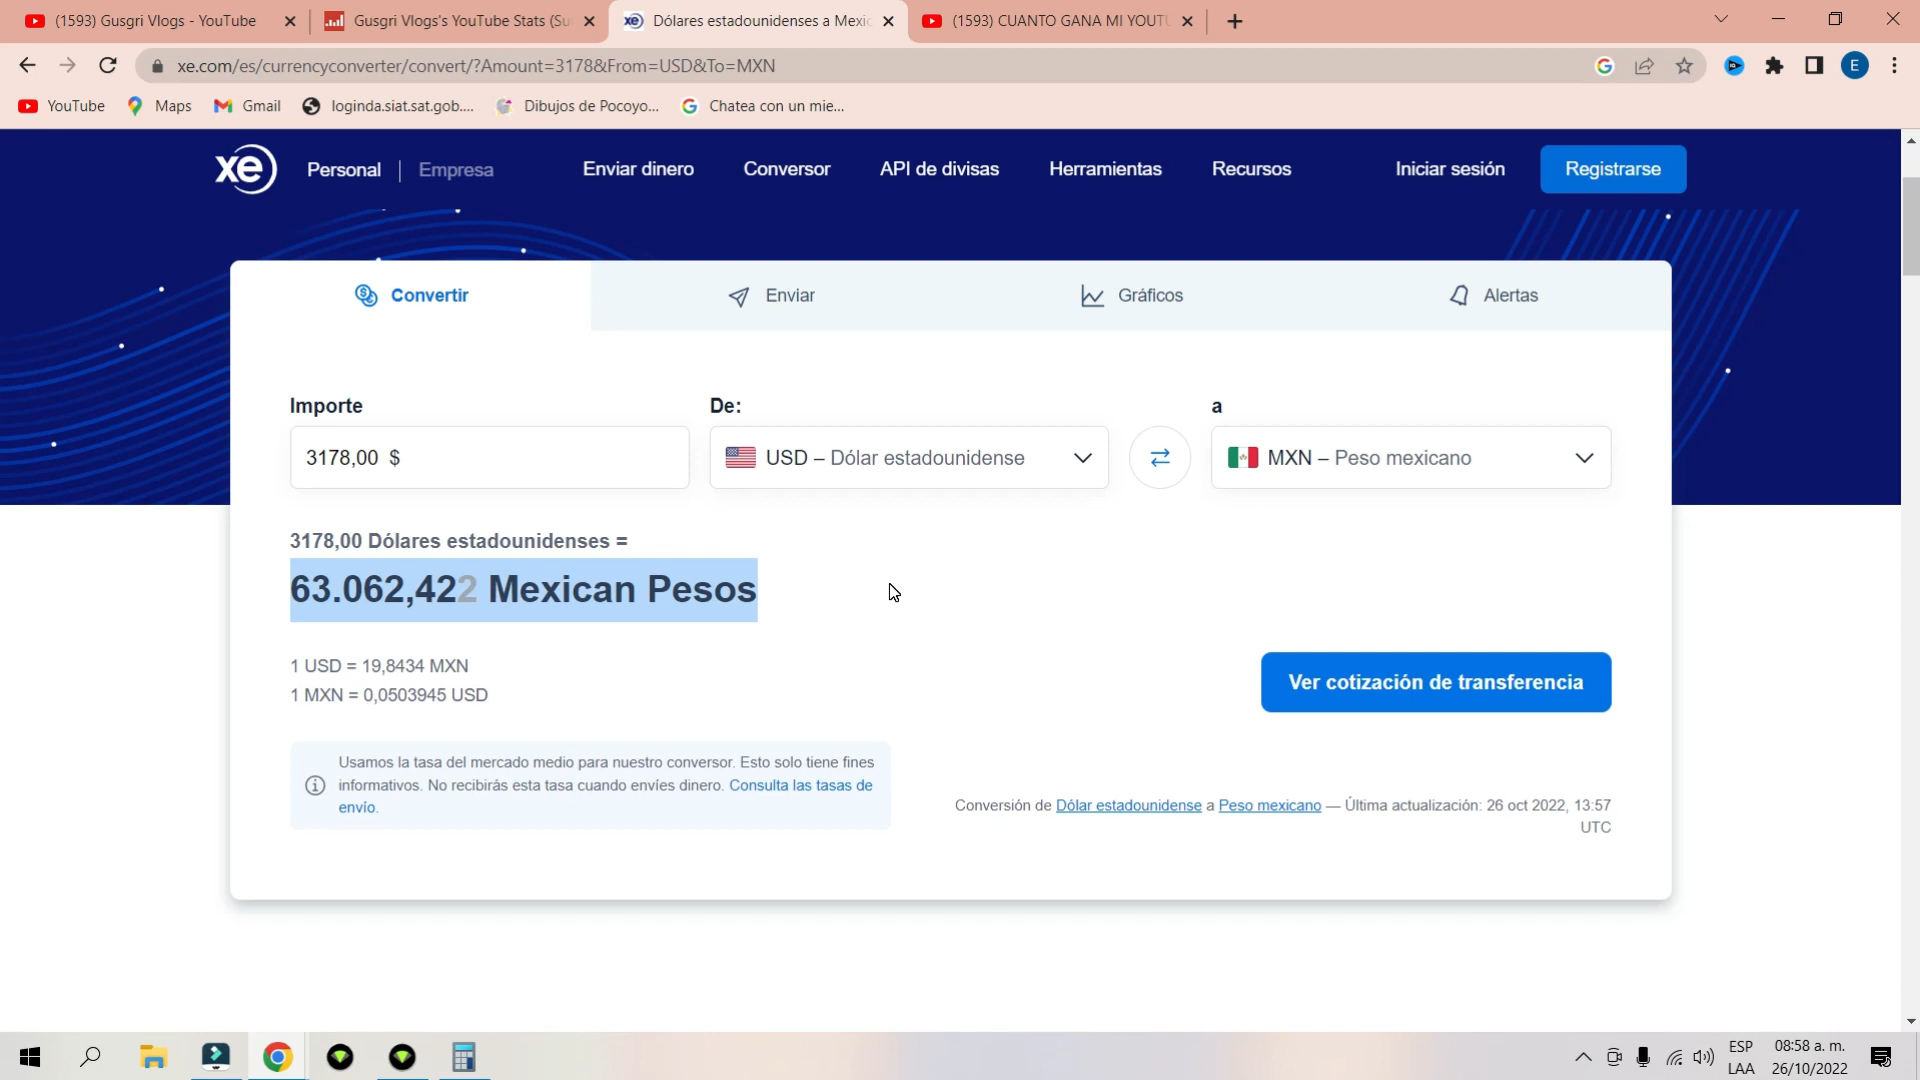 (1593) Gusgri Vlogs - YouTube
Gusgri Vlogs's YouTube Stats (Su
Dólares estadounidenses a Mexic
(1593) CUANTO GANA MI YOUTU
xe.com/es/currencyconverter/convert/?Amount=3178&From=USD&To=MXN
E
YouTube
Maps
Gmail
loginda.siat.sat.gob....
Dibujos de Pocoyo...
Chatea con un mie...
xe
Personal
Empresa
Enviar dinero
Conversor
API de divisas
Herramientas
Recursos
Iniciar sesión
Registrarse
Convertir
Enviar
Gráficos
Alertas
Importe
De:
a
3178,00 $
USD – Dólar estadounidense
MXN – Peso mexicano
3178,00 Dólares estadounidenses =
63.062,422 Mexican Pesos
1 USD = 19,8434 MXN
1 MXN = 0,0503945 USD
Ver cotización de transferencia
Usamos la tasa del mercado medio para nuestro conversor. Esto solo tiene fines
informativos. No recibirás esta tasa cuando envíes dinero. Consulta las tasas de
envío.
Conversión de Dólar estadounidense a Peso mexicano — Última actualización: 26 oct 2022, 13:57
UTC
ESP
LAA
08:58 a. m.
26/10/2022